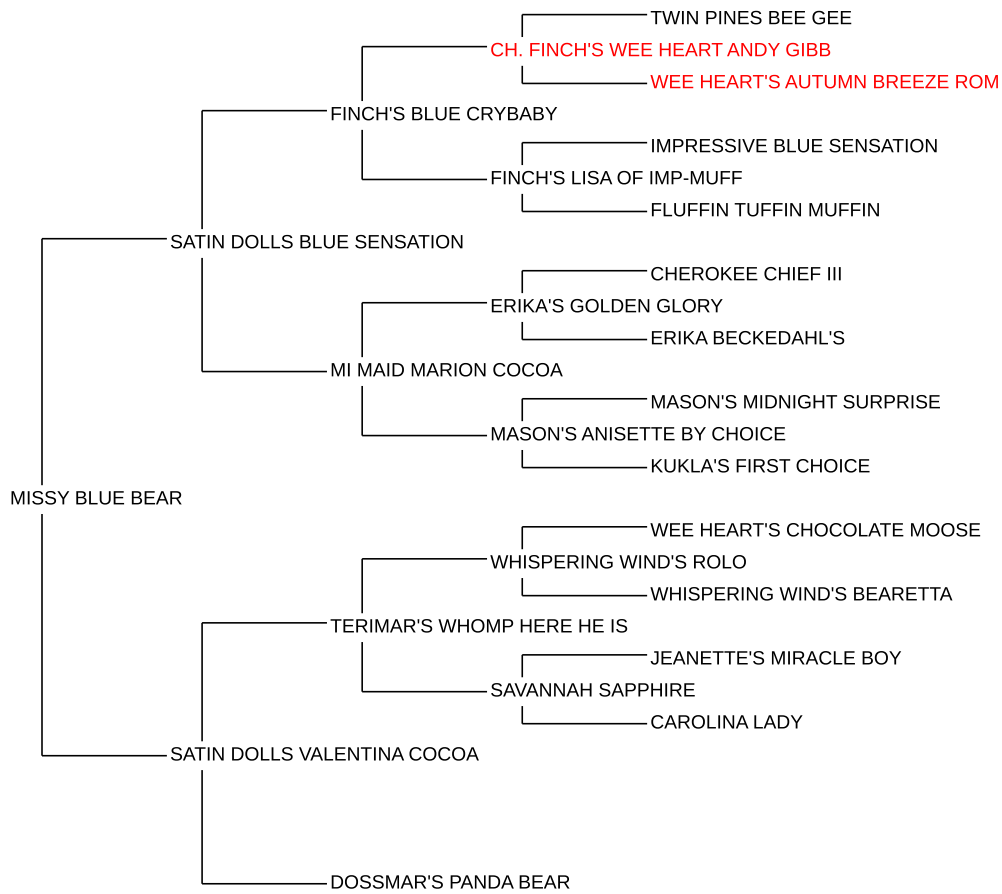 TWIN PINES BEE GEE
CH. FINCH'S WEE HEART ANDY GIBB
WEE HEART'S AUTUMN BREEZE ROM
FINCH'S BLUE CRYBABY
IMPRESSIVE BLUE SENSATION
FINCH'S LISA OF IMP-MUFF
FLUFFIN TUFFIN MUFFIN
SATIN DOLLS BLUE SENSATION
CHEROKEE CHIEF III
ERIKA'S GOLDEN GLORY
ERIKA BECKEDAHL'S
MI MAID MARION COCOA
MASON'S MIDNIGHT SURPRISE
MASON'S ANISETTE BY CHOICE
KUKLA'S FIRST CHOICE
MISSY BLUE BEAR
WEE HEART'S CHOCOLATE MOOSE
WHISPERING WIND'S ROLO
WHISPERING WIND'S BEARETTA
TERIMAR'S WHOMP HERE HE IS
JEANETTE'S MIRACLE BOY
SAVANNAH SAPPHIRE
CAROLINA LADY
SATIN DOLLS VALENTINA COCOA
DOSSMAR'S PANDA BEAR